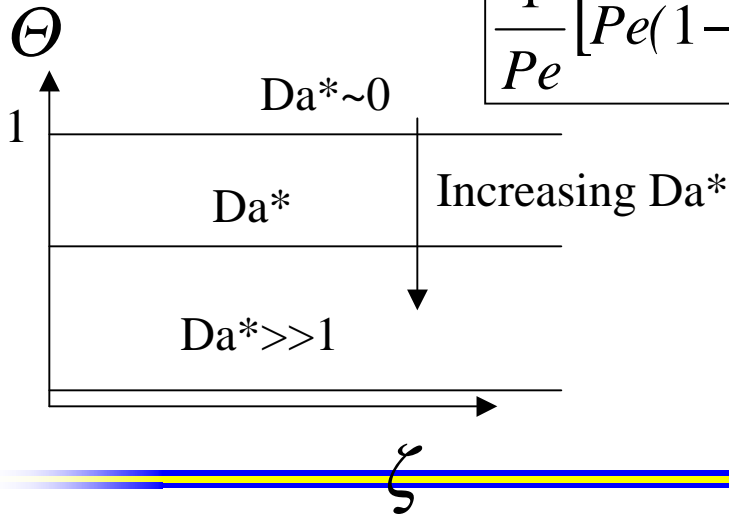 Θ
Pe [Pe(1–
Da*~0
1
Increasing Da*
Da*
Da*>>1
ζ